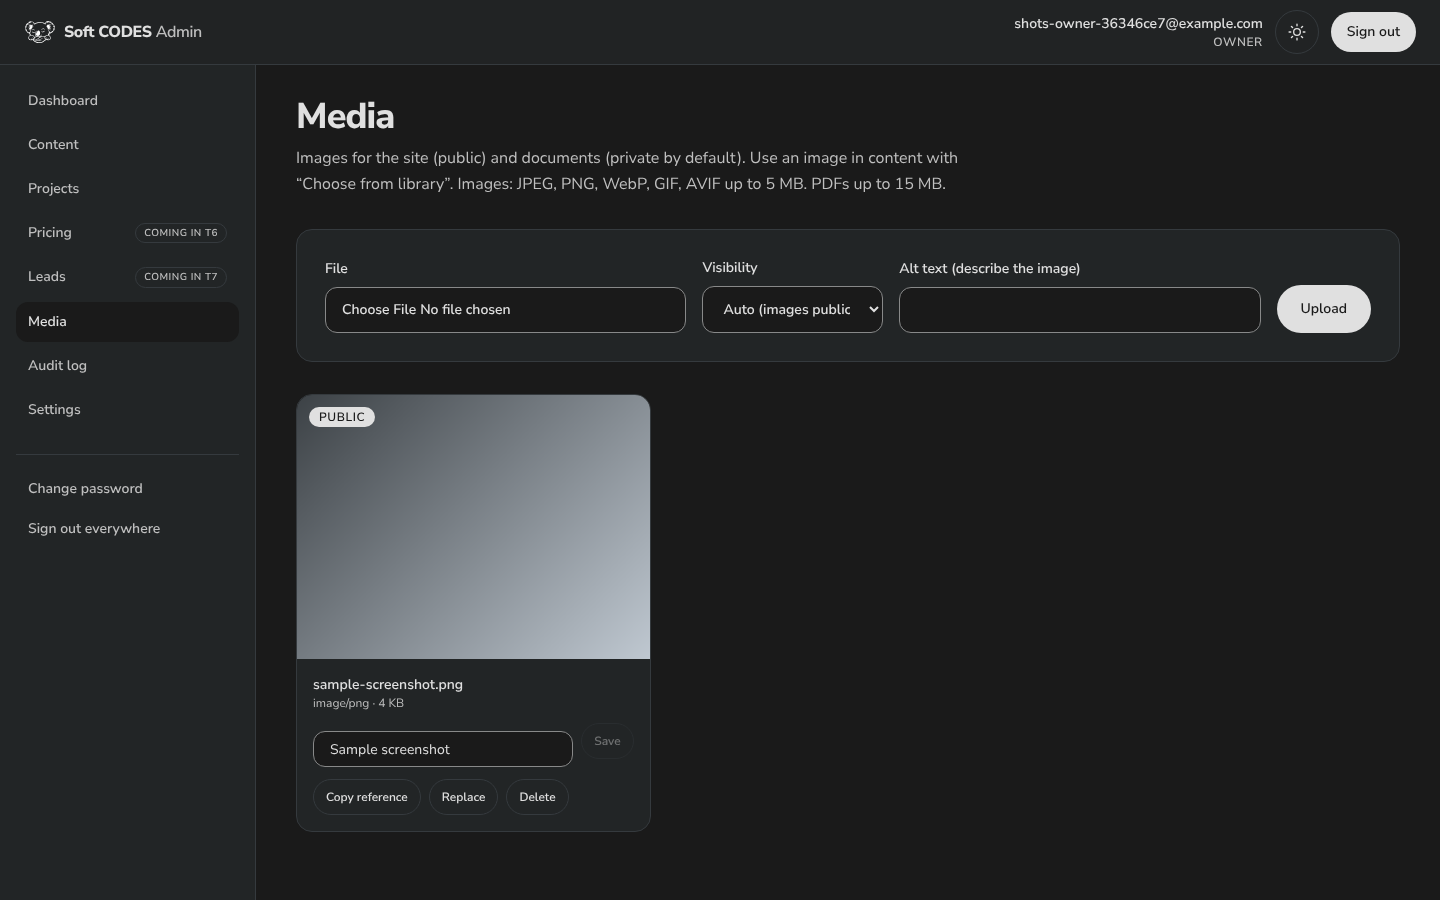 Soft CODES Admin
shots-owner-36346ce7@example.com
OWNER
Sign out
Dashboard
Content
Projects
Pricing COMING IN T6
Leads COMING IN T7
Media
Audit log
Settings
Change password
Sign out everywhere
Media
Images for the site (public) and documents (private by default). Use an image in content with
“Choose from library”. Images: JPEG, PNG, WebP, GIF, AVIF up to 5 MB. PDFs up to 15 MB.
File
Visibility
Alt text (describe the image)
Choose File No file chosen
Auto (images public
Upload
PUBLIC
sample-screenshot.png
image/png · 4 KB
Sample screenshot
Save
Copy reference
Replace
Delete